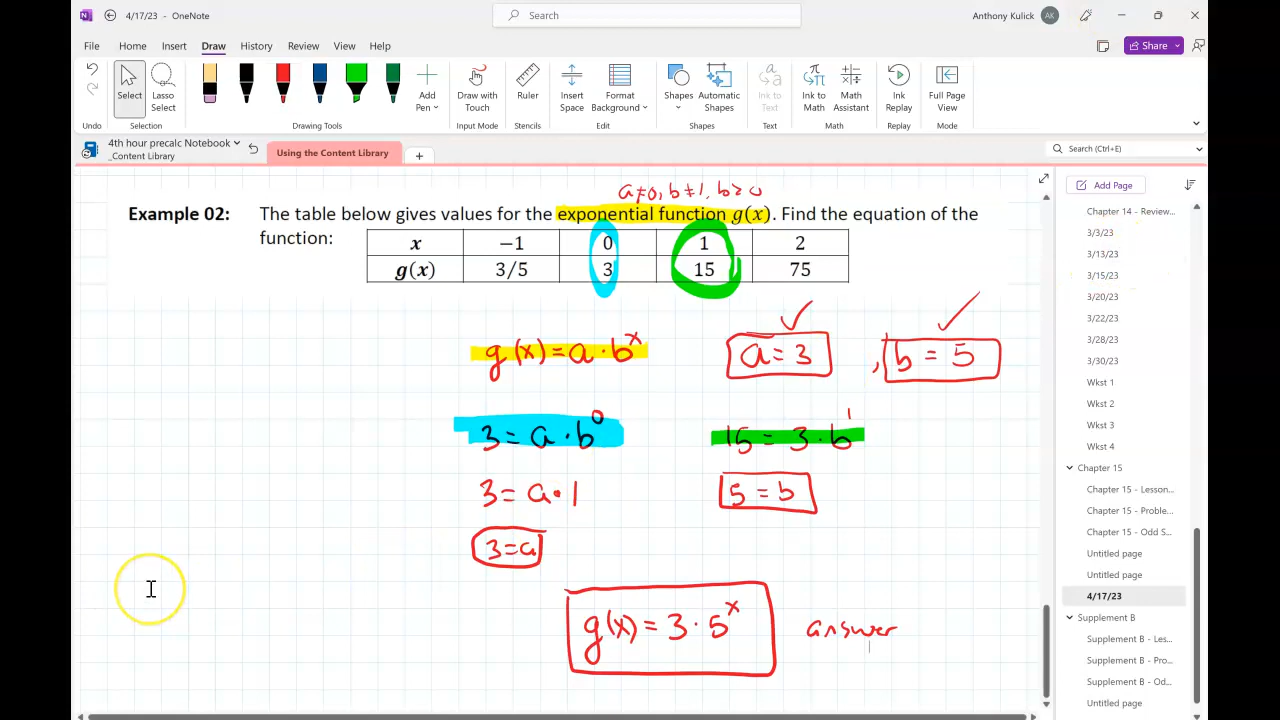 4/17/23 - OneNote
Search
Anthony Kulick
AK
File Home Insert Draw History Review View Help
Share
Undo
Select
Lasso Select
Add Pen
Draw with Touch
Ruler
Insert Space
Format Background
Shapes
Automatic Shapes
Ink to Text
Ink to Math
Math Assistant
Ink Replay
Full Page View
Selection
Drawing Tools
Input Mode
Stencils
Edit
Shapes
Text
Math
Replay
Mode
4th hour precalc Notebook
_Content Library
Using the Content Library
Search (Ctrl+E)
Add Page
a≠0, b≠1, b>0
Example 02: The table below gives values for the exponential function g(x). Find the equation of the
function:
x −1 0 1 2
g(x) 3/5 3 15 75
g(x) = a·b^x
a = 3 , b = 5
3 = a·b^0
15 = 3·b^1
3 = a·1
5 = b
3 = a
g(x) = 3·5^x answer
Chapter 14 - Review...
3/3/23
3/13/23
3/15/23
3/20/23
3/22/23
3/28/23
3/30/23
Wkst 1
Wkst 2
Wkst 3
Wkst 4
Chapter 15
Chapter 15 - Lesson...
Chapter 15 - Proble...
Chapter 15 - Odd S...
Untitled page
Untitled page
4/17/23
Supplement B
Supplement B - Les...
Supplement B - Pro...
Supplement B - Od...
Untitled page